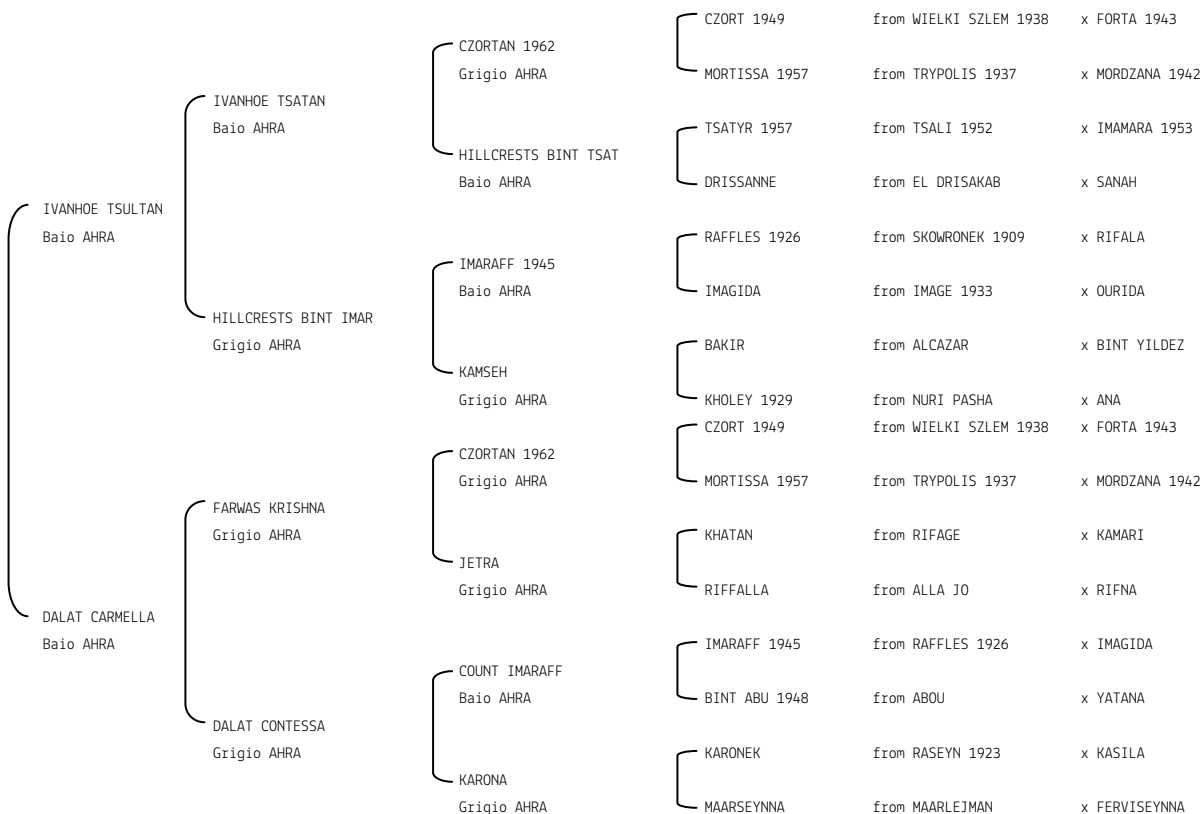 CZORT 1949 from WIELKI SZLEM 1938 x FORTA 1943
CZORTAN 1962
Grigio AHRA MORTISSA 1957 from TRYPOLIS 1937 x MORDZANA 1942
IVANHOE TSATAN
Baio AHRA TSATYR 1957 from TSALI 1952 x IMAMARA 1953
HILLCRESTS BINT TSAT
Baio AHRA DRISSANNE from EL DRISAKAB x SANAH
IVANHOE TSULTAN
Baio AHRA RAFFLES 1926 from SKOWRONEK 1909 x RIFALA
IMARAFF 1945
Baio AHRA IMAGIDA from IMAGE 1933 x OURIDA
HILLCRESTS BINT IMAR
Grigio AHRA BAKIR from ALCAZAR x BINT YILDEZ
KAMSEH
Grigio AHRA KHOLEY 1929 from NURI PASHA x ANA
CZORT 1949 from WIELKI SZLEM 1938 x FORTA 1943
CZORTAN 1962
Grigio AHRA MORTISSA 1957 from TRYPOLIS 1937 x MORDZANA 1942
FARWAS KRISHNA
Grigio AHRA KHATAN from RIFAGE x KAMARI
JETRA
Grigio AHRA RIFFALLA from ALLA JO x RIFNA
DALAT CARMELLA
Baio AHRA IMARAFF 1945 from RAFFLES 1926 x IMAGIDA
COUNT IMARAFF
Baio AHRA BINT ABU 1948 from ABOU x YATANA
DALAT CONTESSA
Grigio AHRA KARONEK from RASEYN 1923 x KASILA
KARONA
Grigio AHRA MAARSEYNNA from MAARLEJMAN x FERVISEYNNA